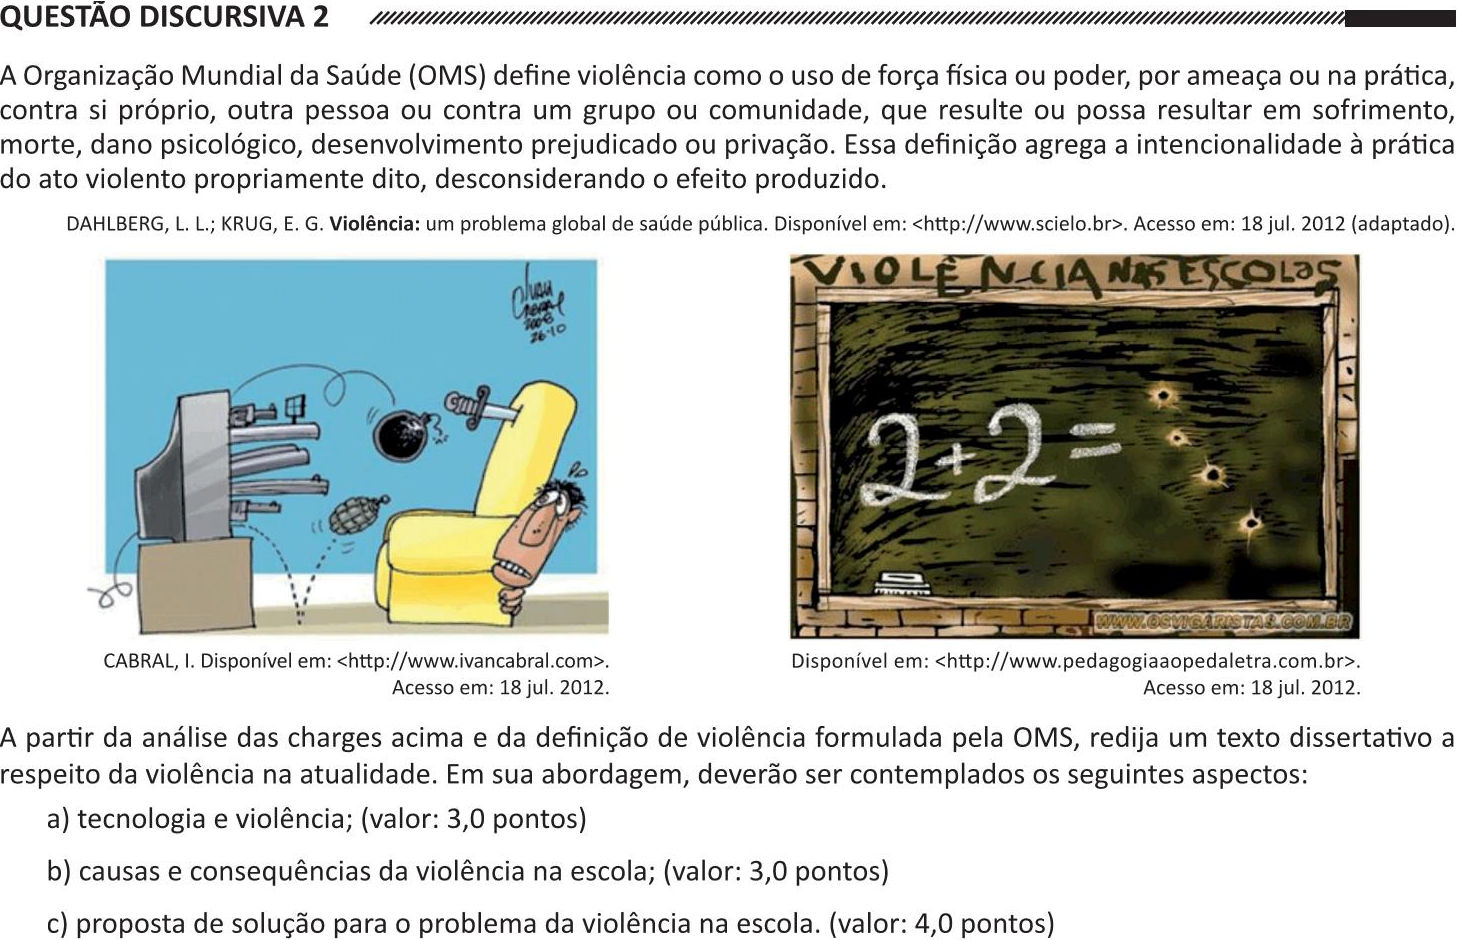 QUESTÃO DISCURSIVA 2
A Organização Mundial da Saúde (OMS) define violência como o uso de força física ou poder, por ameaça ou na prática,
contra si próprio, outra pessoa ou contra um grupo ou comunidade, que resulte ou possa resultar em sofrimento,
morte, dano psicológico, desenvolvimento prejudicado ou privação. Essa definição agrega a intencionalidade à prática
do ato violento propriamente dito, desconsiderando o efeito produzido.
DAHLBERG, L. L.; KRUG, E. G. Violência: um problema global de saúde pública. Disponível em: <http://www.scielo.br>. Acesso em: 18 jul. 2012 (adaptado).
Ivan
Cabral
2008
26-10
CABRAL, I. Disponível em: <http://www.ivancabral.com>.
Acesso em: 18 jul. 2012.
VIOLÊNCIA NAS ESCOLAS
2+2=
WWW.OSVIGARISTAS.COM.BR
Disponível em: <http://www.pedagogiaaopedaletra.com.br>.
Acesso em: 18 jul. 2012.
A partir da análise das charges acima e da definição de violência formulada pela OMS, redija um texto dissertativo a
respeito da violência na atualidade. Em sua abordagem, deverão ser contemplados os seguintes aspectos:
a) tecnologia e violência; (valor: 3,0 pontos)
b) causas e consequências da violência na escola; (valor: 3,0 pontos)
c) proposta de solução para o problema da violência na escola. (valor: 4,0 pontos)